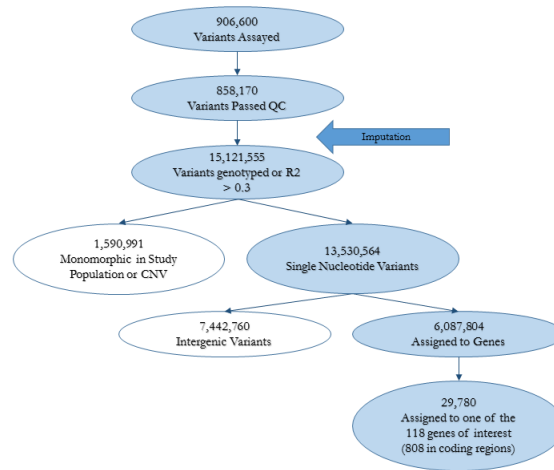 906,600
Variants Assayed
858,170
Variants Passed QC
Imputation
15,121,555
Variants genotyped or R2
> 0.3
1,590,991
Monomorphic in Study
Population or CNV
13,530,564
Single Nucleotide Variants
7,442,760
Intergenic Variants
6,087,804
Assigned to Genes
29,780
Assigned to one of the
118 genes of interest
(808 in coding regions)